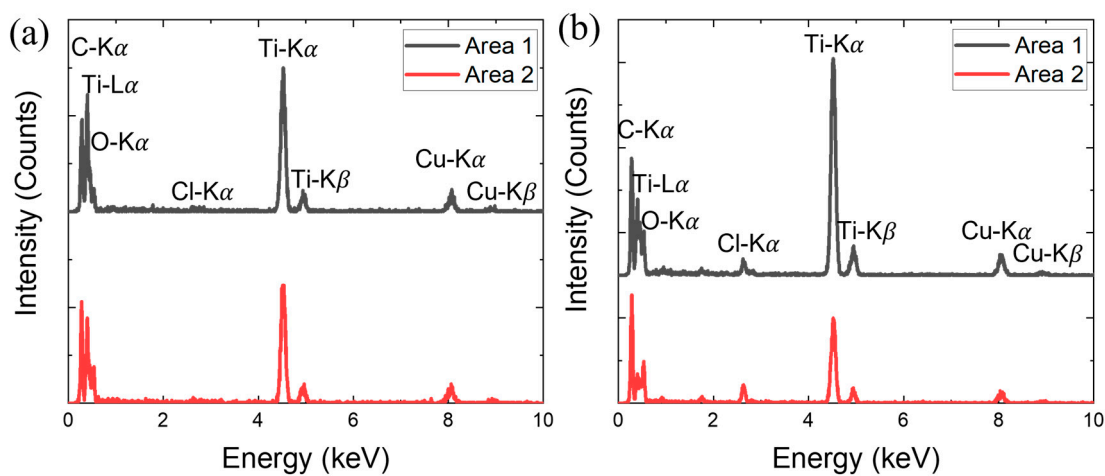 (a)
C-Kα
Ti-Lα
O-Kα
Cl-Kα
Ti-Kα
Ti-Kβ
Cu-Kα
Cu-Kβ
Area 1
Area 2
Intensity (Counts)
0 2 4 6 8 10
Energy (keV)
(b)
C-Kα
Ti-Lα
O-Kα
Cl-Kα
Ti-Kα
Ti-Kβ
Cu-Kα
Cu-Kβ
Area 1
Area 2
Intensity (Counts)
0 2 4 6 8 10
Energy (keV)